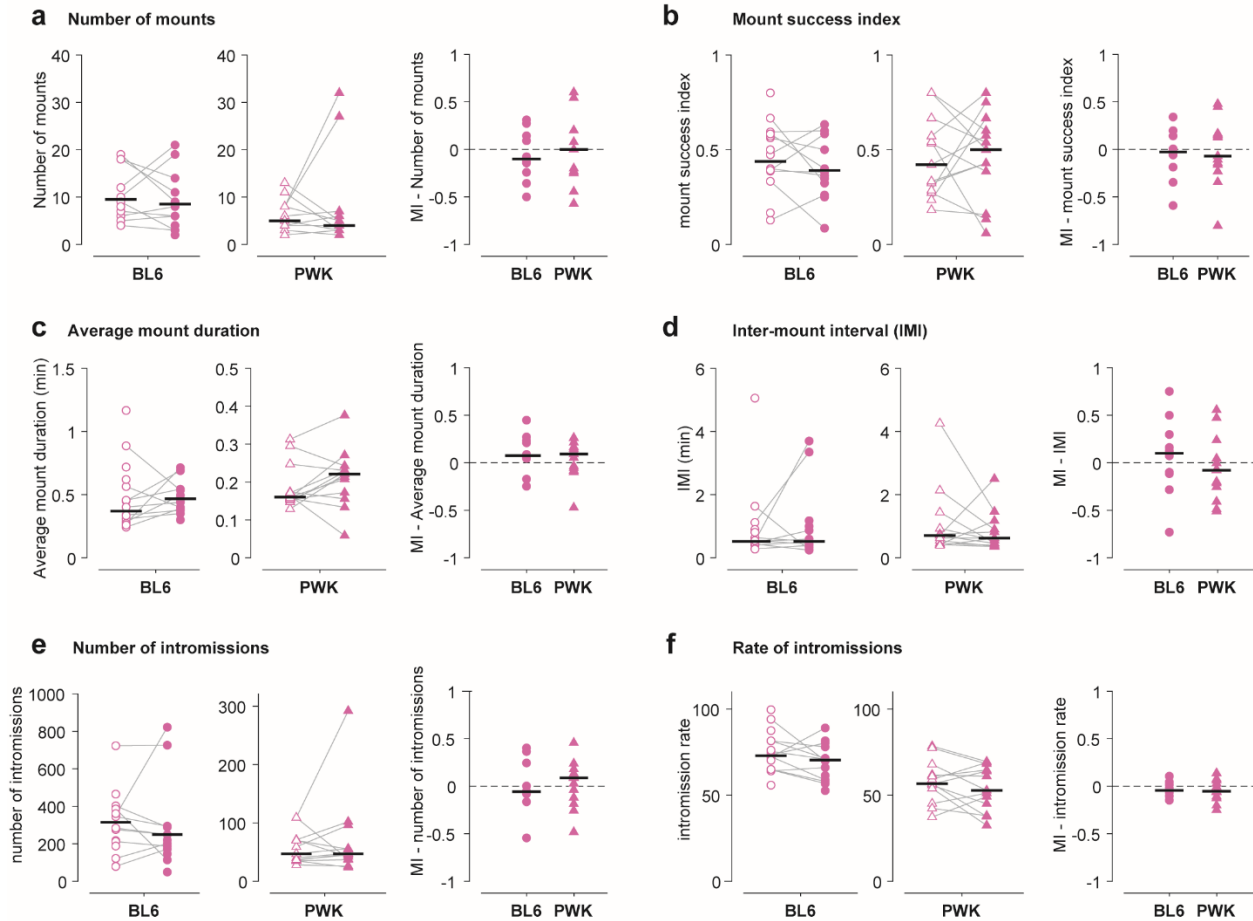 a Number of mounts
Number of mounts
40
30
20
10
0
BL6
40
30
20
10
0
PWK
MI - Number of mounts
1
0.5
0
-0.5
-1
BL6 PWK
b Mount success index
mount success index
1
0.5
0
BL6
1
0.5
0
PWK
MI - mount success index
1
0.5
0
-0.5
-1
BL6 PWK
c Average mount duration
Average mount duration (min)
1.5
1
0.5
0
BL6
0.5
0.4
0.3
0.2
0.1
0
PWK
MI - Average mount duration
1
0.5
0
-0.5
-1
BL6 PWK
d Inter-mount interval (IMI)
IMI (min)
6
4
2
0
BL6
6
4
2
0
PWK
MI - IMI
1
0.5
0
-0.5
-1
BL6 PWK
e Number of intromissions
number of intromissions
1000
800
600
400
200
0
BL6
300
200
100
0
PWK
MI - number of intromissions
1
0.5
0
-0.5
-1
BL6 PWK
f Rate of intromissions
intromission rate
100
50
0
BL6
100
50
0
PWK
MI - intromission rate
1
0.5
0
-0.5
-1
BL6 PWK